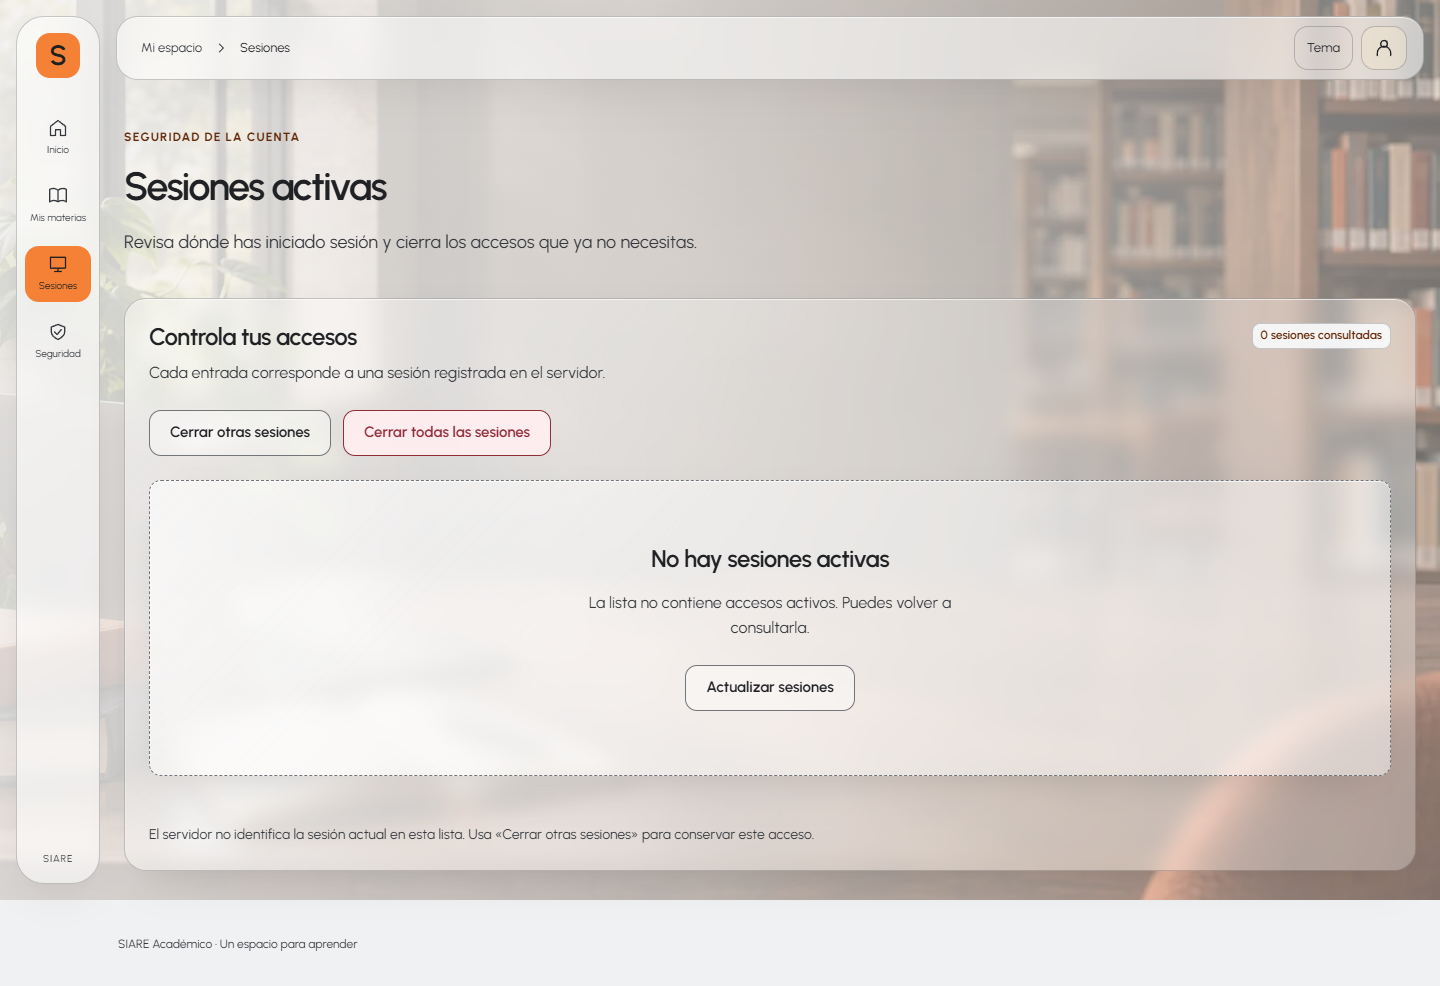 S
Mi espacio > Sesiones
Tema
Inicio
Mis materias
Sesiones
Seguridad
SIARE
SEGURIDAD DE LA CUENTA
Sesiones activas
Revisa dónde has iniciado sesión y cierra los accesos que ya no necesitas.
Controla tus accesos
0 sesiones consultadas
Cada entrada corresponde a una sesión registrada en el servidor.
Cerrar otras sesiones
Cerrar todas las sesiones
No hay sesiones activas
La lista no contiene accesos activos. Puedes volver a
consultarla.
Actualizar sesiones
El servidor no identifica la sesión actual en esta lista. Usa «Cerrar otras sesiones» para conservar este acceso.
SIARE Académico · Un espacio para aprender